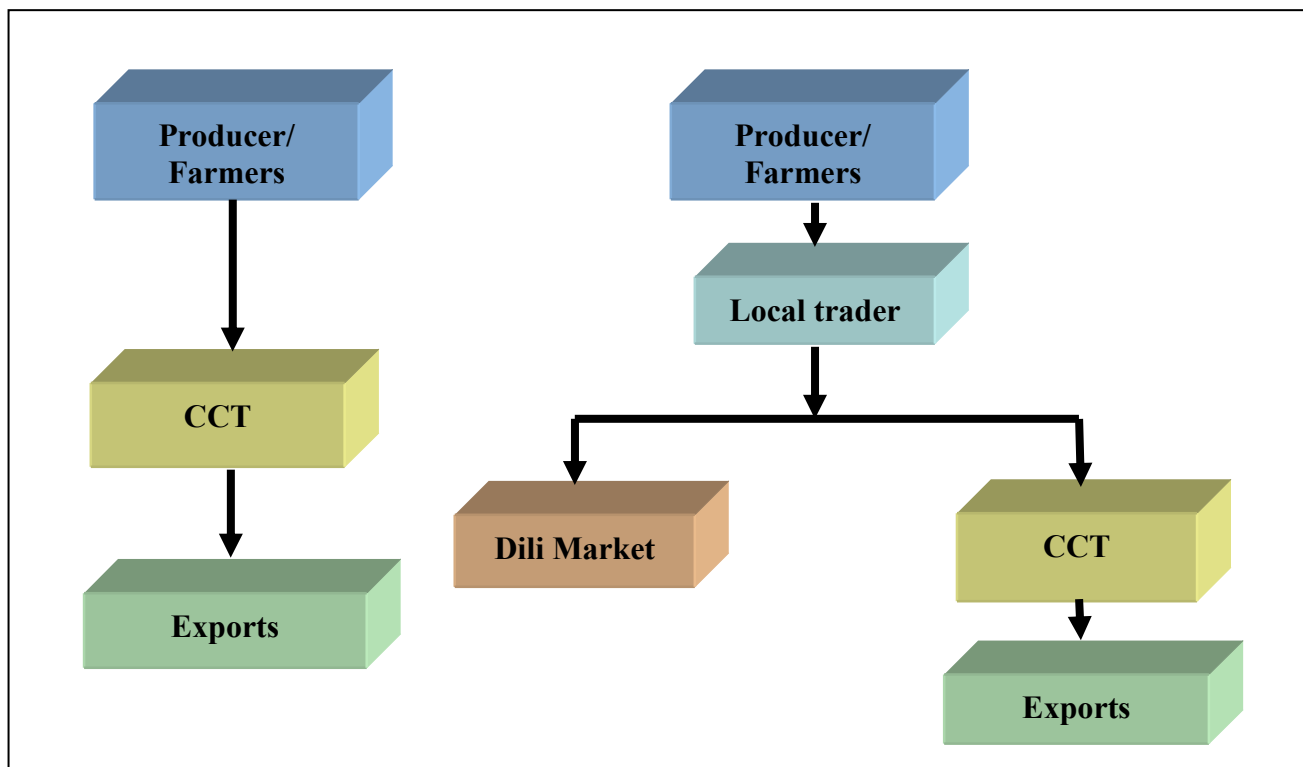 Producer/
Farmers
CCT
Exports
Producer/
Farmers
Local trader
Dili Market
CCT
Exports